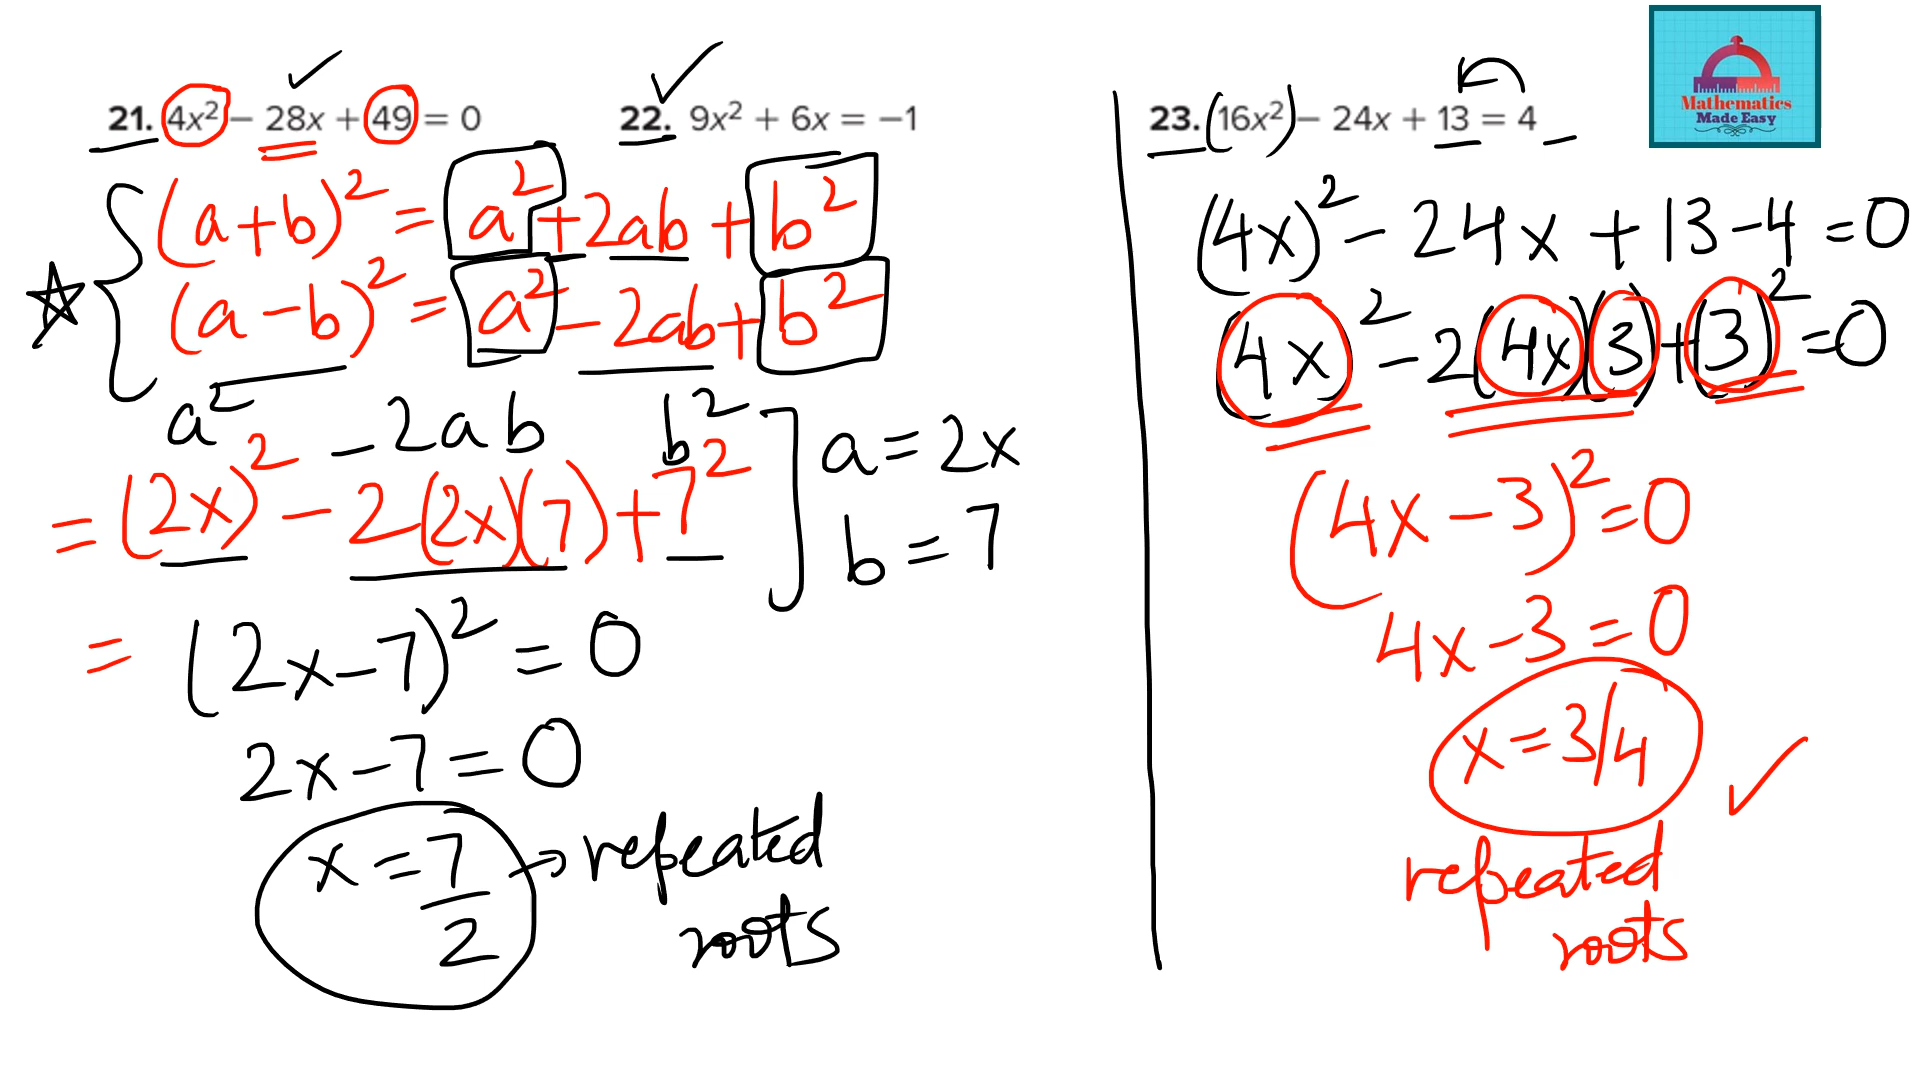 21. 4x² – 28x + 49 = 0
22. 9x² + 6x = –1
(a+b)² = a² + 2ab + b²
(a-b)² = a² - 2ab + b²
a² - 2ab b²
= (2x)² - 2(2x)(7) + 7²
a = 2x
b = 7
= (2x-7)² = 0
2x-7 = 0
x = 7/2 → repeated
roots
23. 16x² – 24x + 13 = 4
(4x)² - 24x + 13-4 = 0
(4x)² - 2(4x)(3) + (3)² = 0
(4x-3)² = 0
4x-3 = 0
x = 3/4
repeated
roots
Mathematics
Made Easy